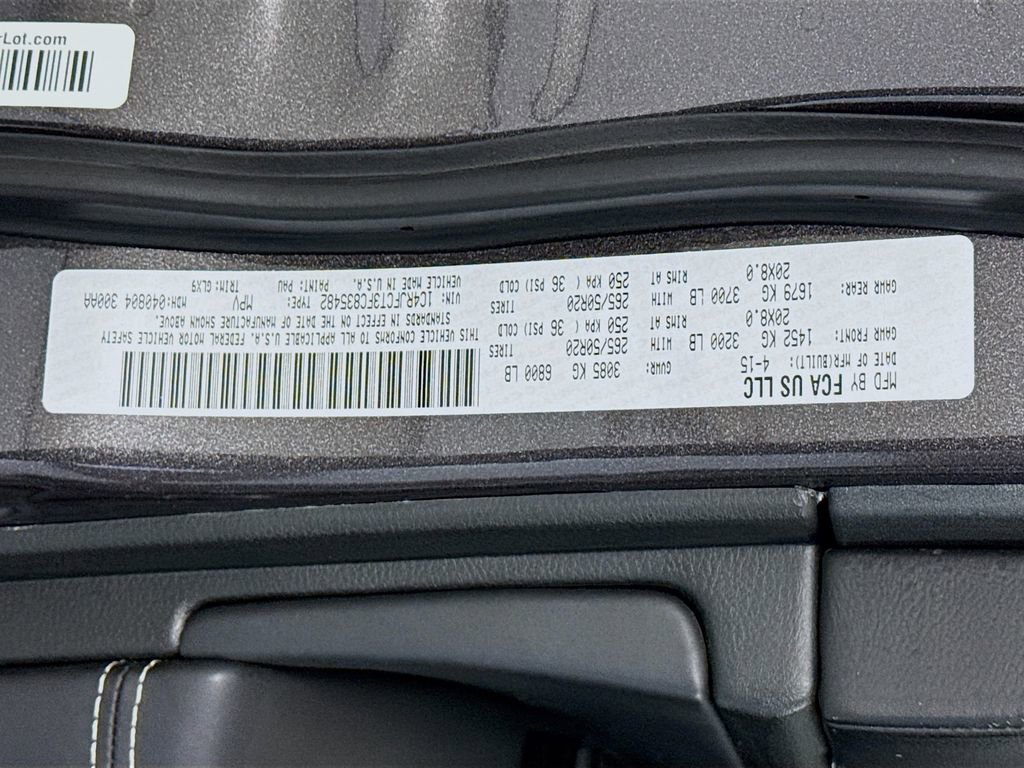 rLot.com
MFD BY FCA US LLC
DATE OF MFR(BUILT): 4-15 GVWR: 3085 KG 6800 LB
GAWR FRONT: 1452 KG 3200 LB WITH 265/50R20 TIRES
20X8.0 RIMS AT 250 KPA ( 36 PSI) COLD
GAWR REAR: 1679 KG 3700 LB WITH 265/50R20 TIRES
20X8.0 RIMS AT 250 KPA ( 36 PSI) COLD
THIS VEHICLE CONFORMS TO ALL APPLICABLE U.S.A. FEDERAL MOTOR VEHICLE SAFETY
STANDARDS IN EFFECT ON THE DATE OF MANUFACTURE SHOWN ABOVE.
VIN: 1C4RJFCT3FC835482 TYPE: MPV MDH:040804 300AA
VEHICLE MADE IN U.S.A. PAINT: PAU TRIM: GLX9